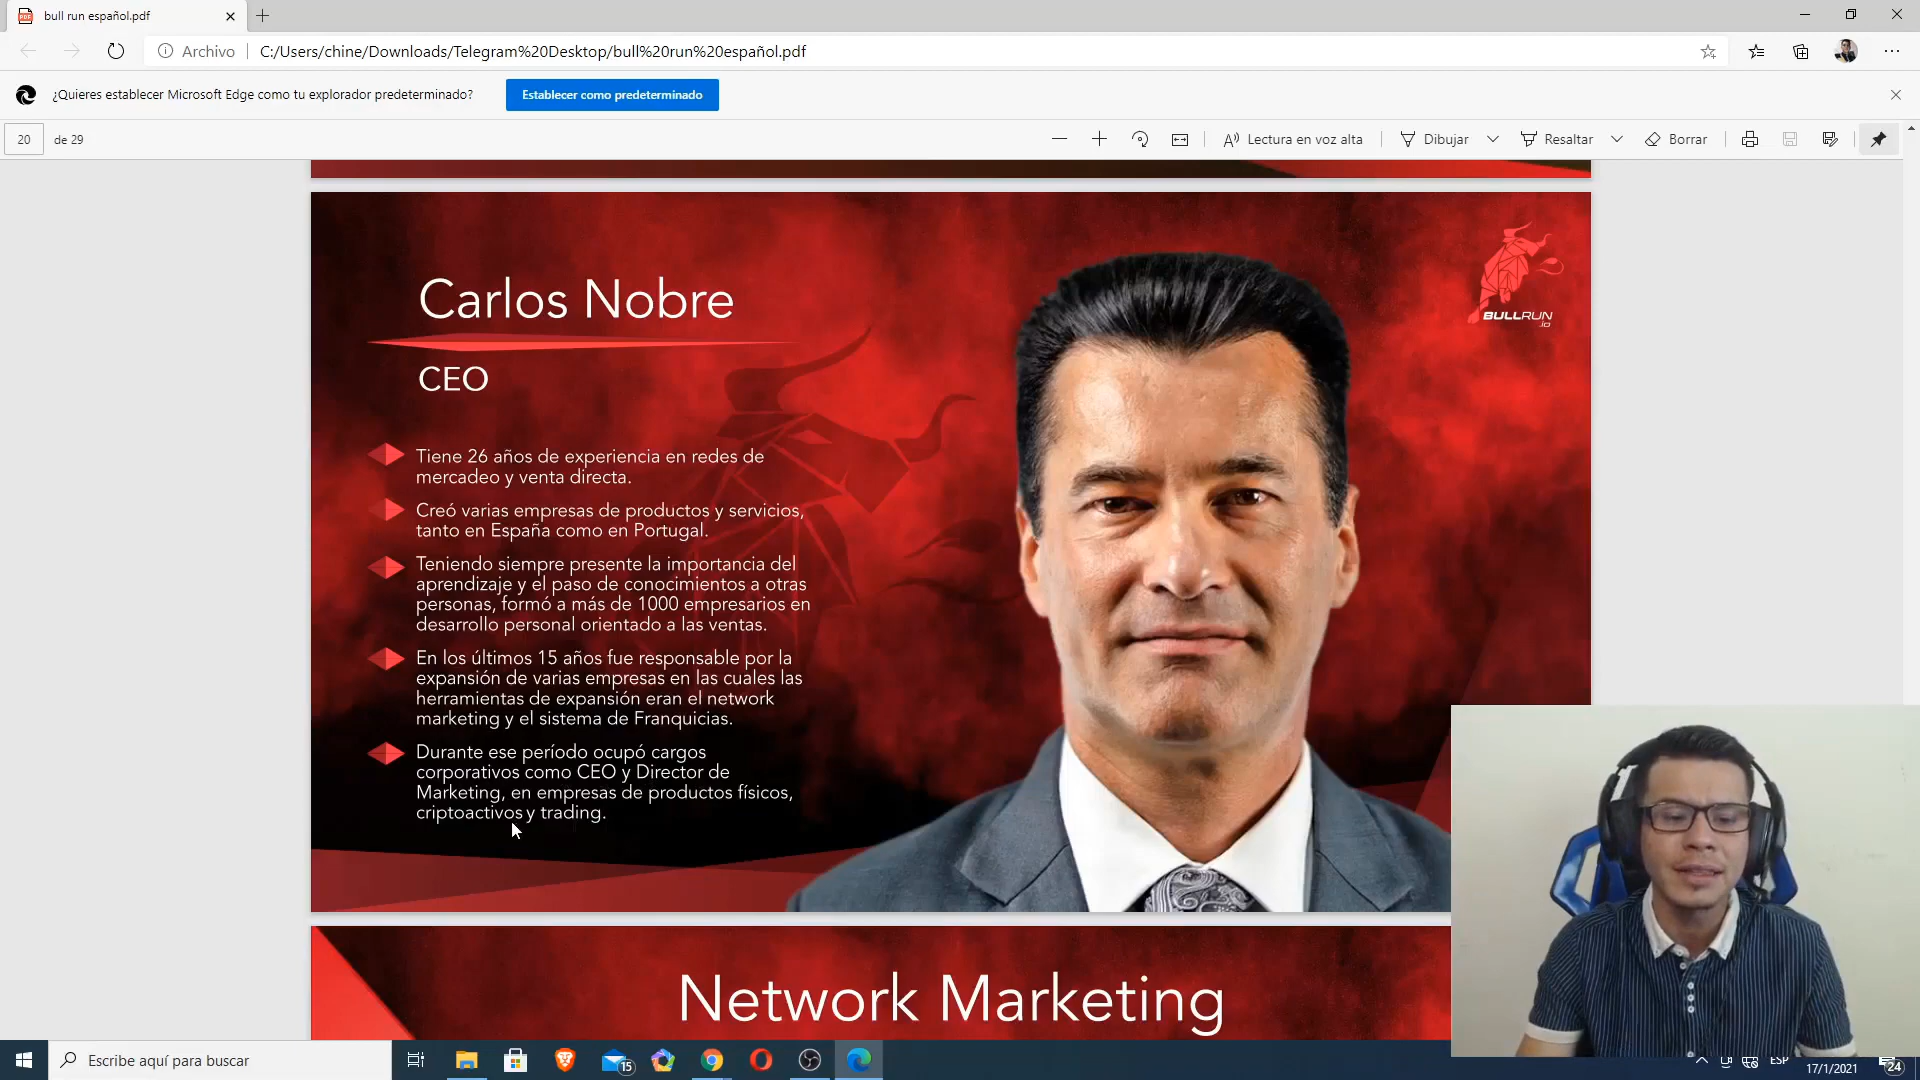 bull run español.pdf
Archivo
C:/Users/chine/Downloads/Telegram%20Desktop/bull%20run%20español.pdf
¿Quieres establecer Microsoft Edge como tu explorador predeterminado?
Establecer como predeterminado
20
de 29
Lectura en voz alta
Dibujar
Resaltar
Borrar
BULLRUN
.io
Carlos Nobre
CEO
Tiene 26 años de experiencia en redes de
mercadeo y venta directa.
Creó varias empresas de productos y servicios,
tanto en España como en Portugal.
Teniendo siempre presente la importancia del
aprendizaje y el paso de conocimientos a otras
personas, formó a más de 1000 empresarios en
desarrollo personal orientado a las ventas.
En los últimos 15 años fue responsable por la
expansión de varias empresas en las cuales las
herramientas de expansión eran el network
marketing y el sistema de Franquicias.
Durante ese período ocupó cargos
corporativos como CEO y Director de
Marketing, en empresas de productos físicos,
criptoactivos y trading.
Network Marketing
Escribe aquí para buscar
15
ESP
17/1/2021
24